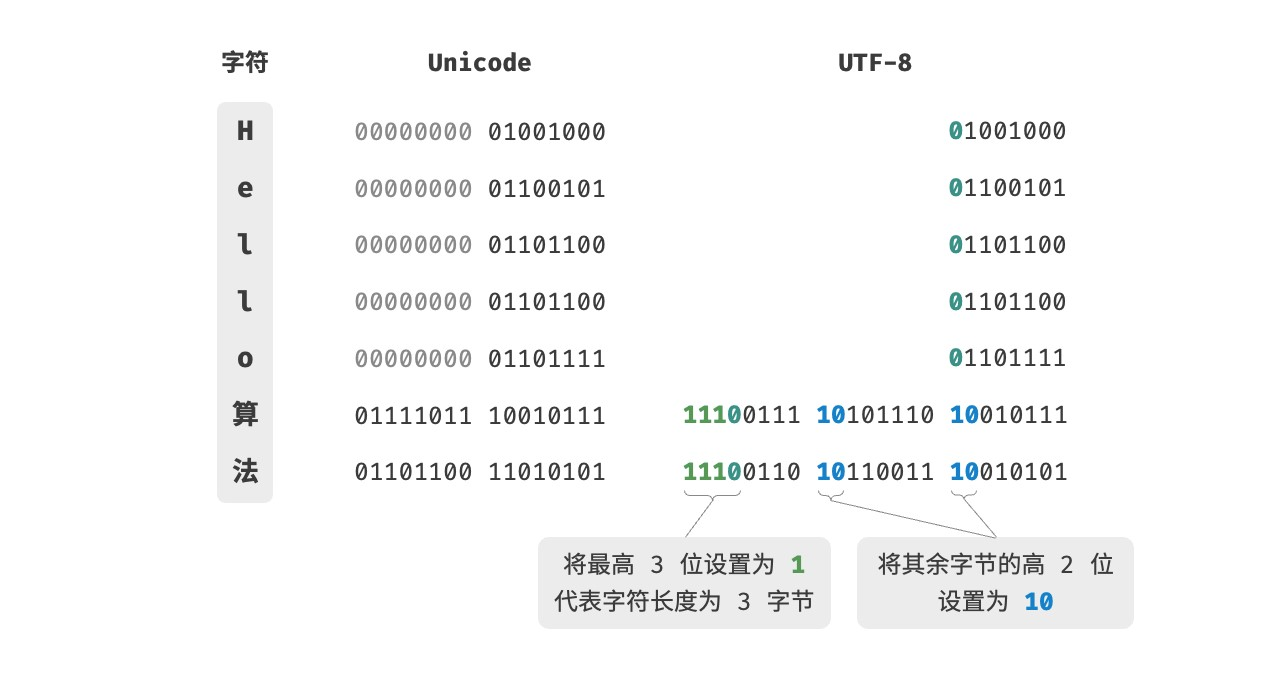 字符 Unicode UTF-8
H 00000000 01001000 01001000
e 00000000 01100101 01100101
l 00000000 01101100 01101100
l 00000000 01101100 01101100
o 00000000 01101111 01101111
算 01111011 10010111 11100111 10101110 10010111
法 01101100 11010101 11100110 10110011 10010101
将最高 3 位设置为 1
代表字符长度为 3 字节
将其余字节的高 2 位
设置为 10